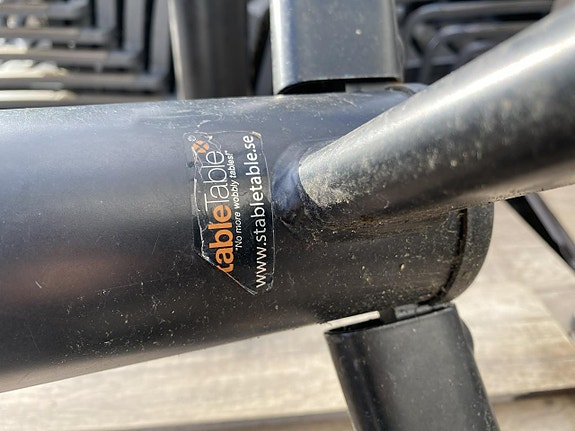 tableTable
"No more wobbly tables!"
www.stabletable.se